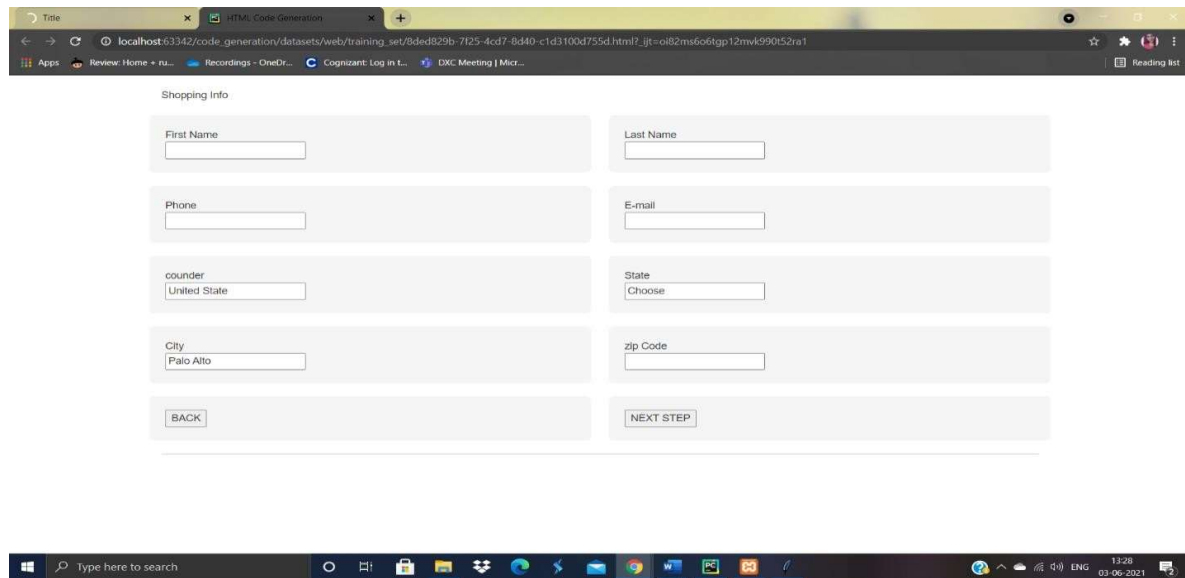 Title
HTML Code Generation
localhost:63342/code_generation/datasets/web/training_set/8ded829b-7f25-4cd7-8d40-c1d3100d755d.html?_ijt=oi82ms6o6tgp12mvk990t52ra1
Apps Review: Home + ru... Recordings - OneDr... Cognizant: Log in t... DXC Meeting | Micr... Reading list
Shopping Info
First Name Last Name
Phone E-mail
counder State
United State Choose
City zip Code
Palo Alto
BACK NEXT STEP
Type here to search
ENG 13:28
03-06-2021